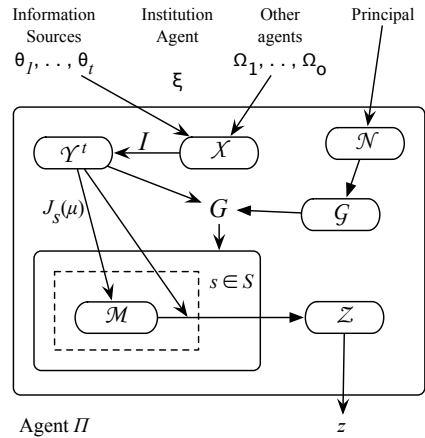 Information Sources
Institution Agent
Other agents
Principal
θ1, . . , θt
ξ
Ω1, . . , Ωo
𝒴t
I
𝒳
𝒩
Js(μ)
G
𝒢
s ∈ S
ℳ
𝒵
Agent Π
z